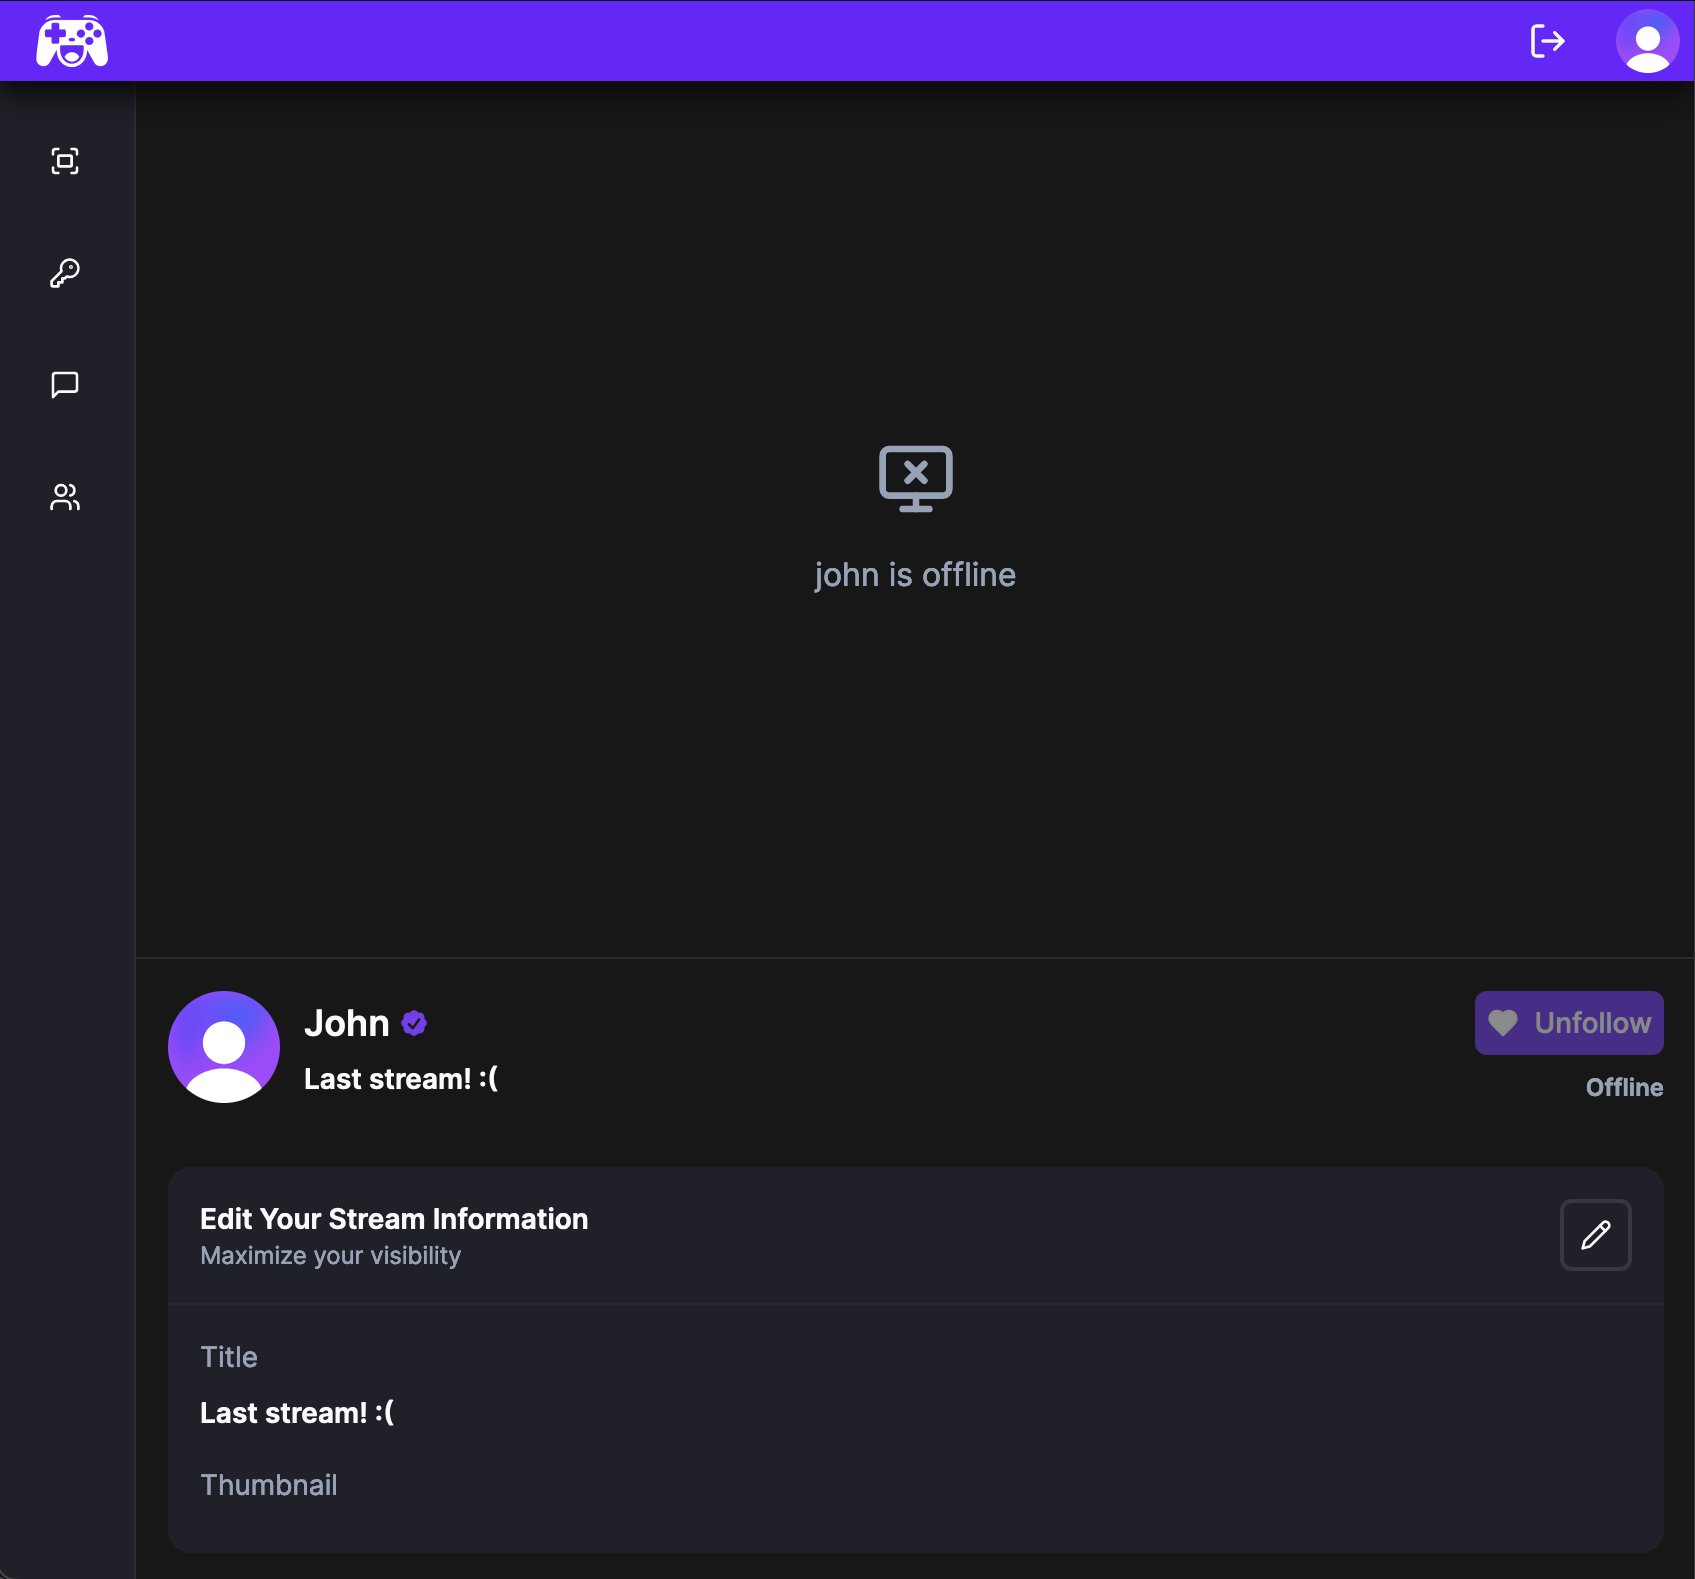 john is offline
John
Last stream! :(
Unfollow
Offline
Edit Your Stream Information
Maximize your visibility
Title
Last stream! :(
Thumbnail